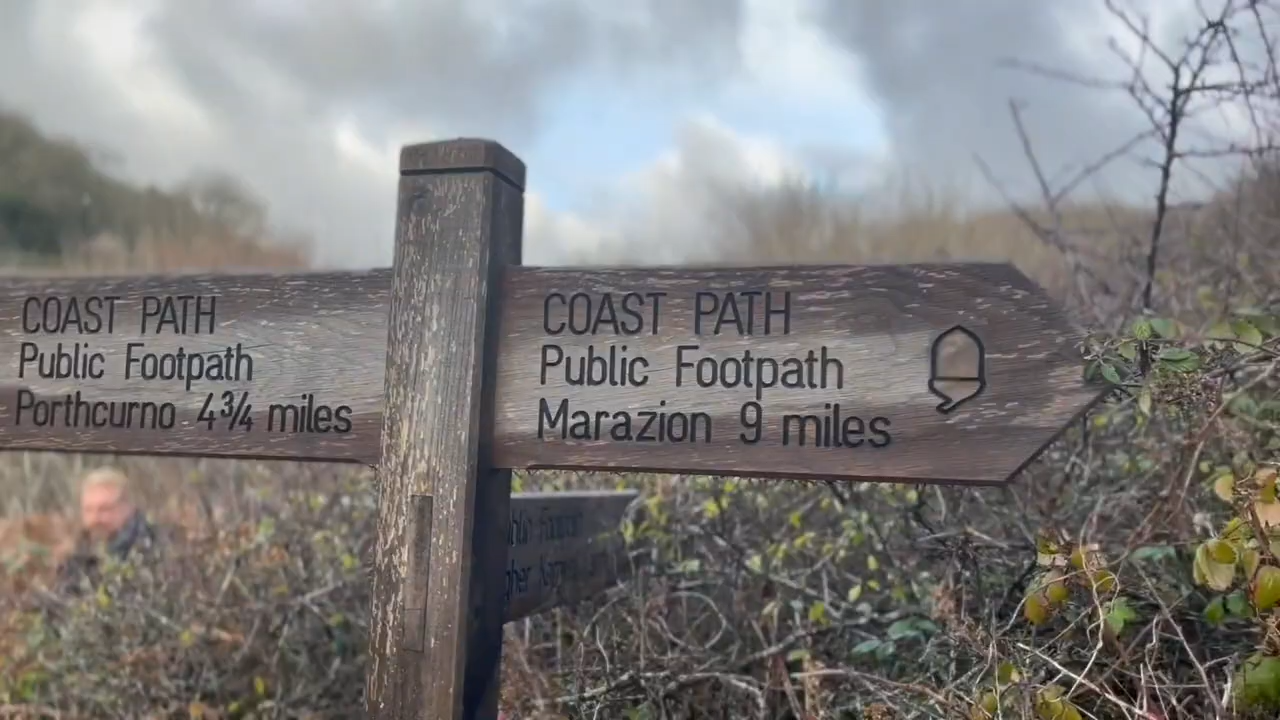 COAST PATH
Public Footpath
Porthcurno 4¾ miles
COAST PATH
Public Footpath
Marazion 9 miles